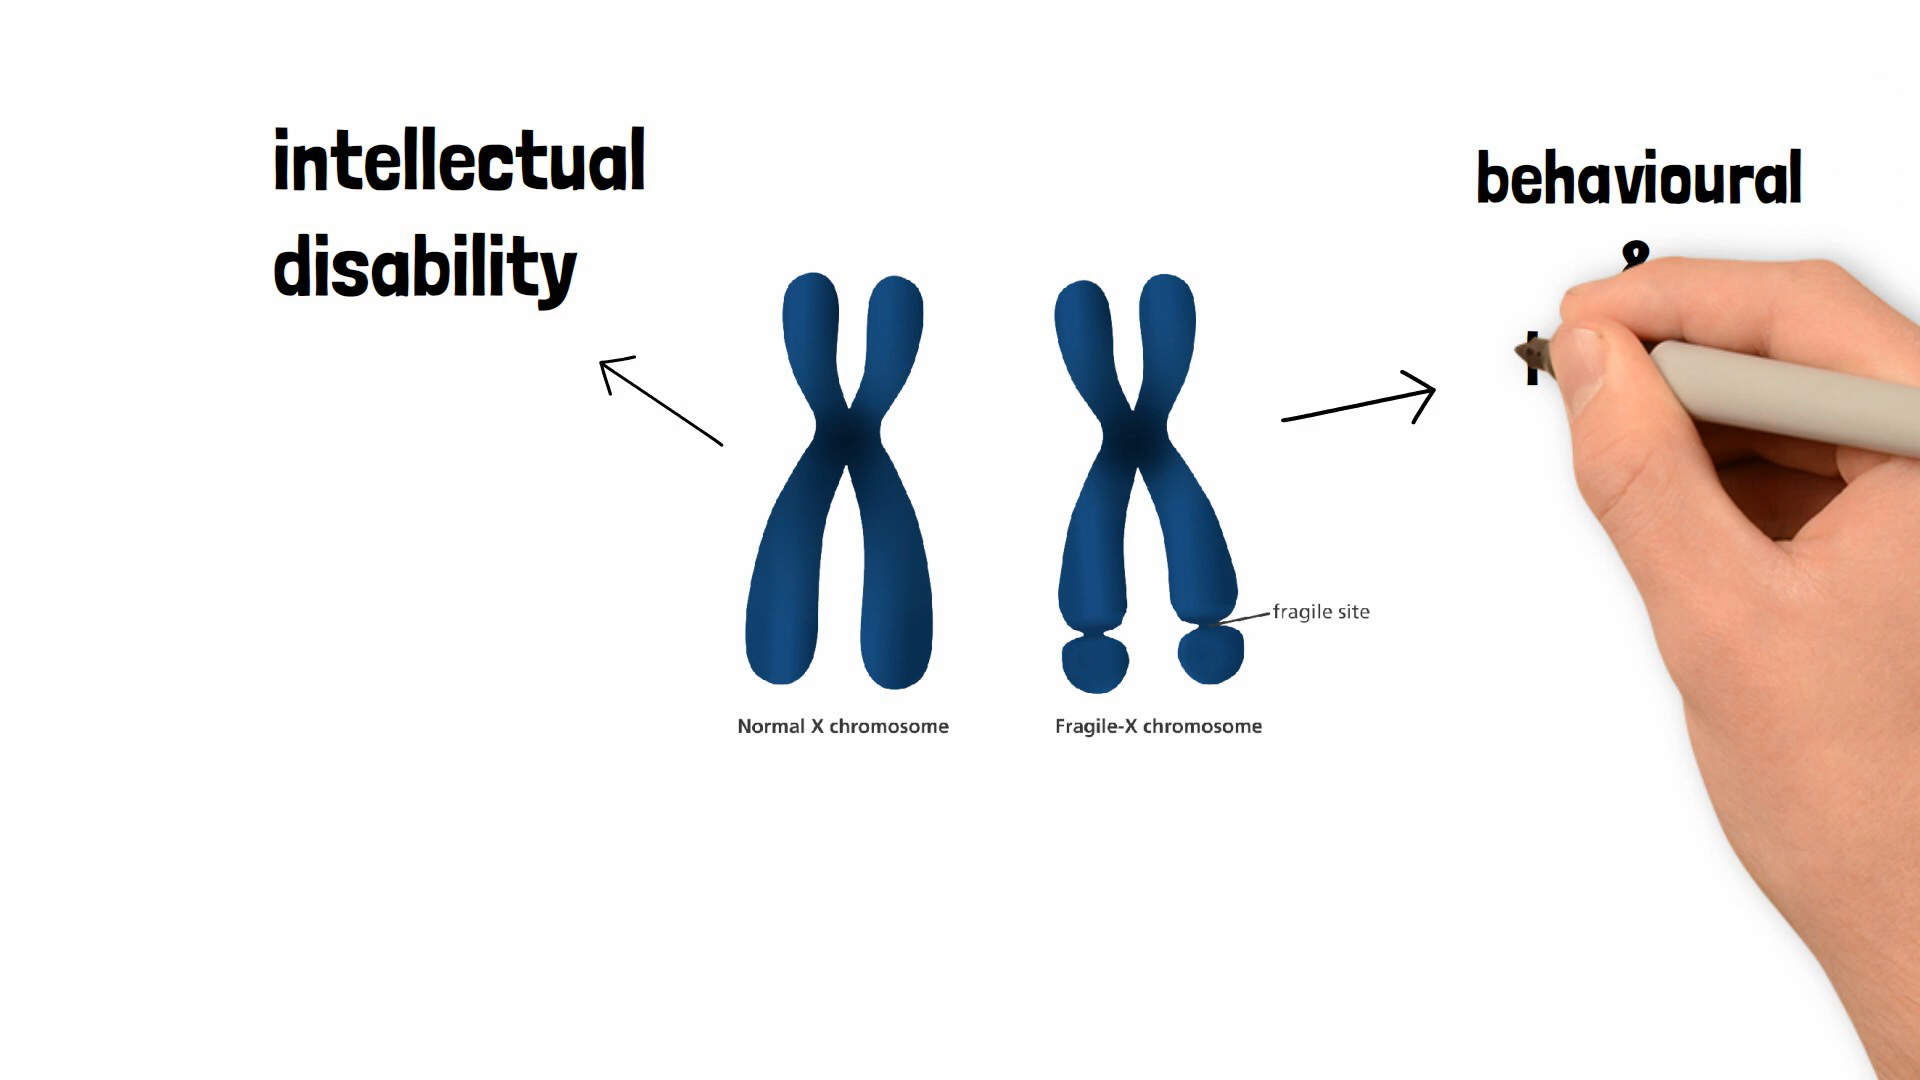 intellectual
disability
behavioural
&
fragile site
Normal X chromosome
Fragile-X chromosome